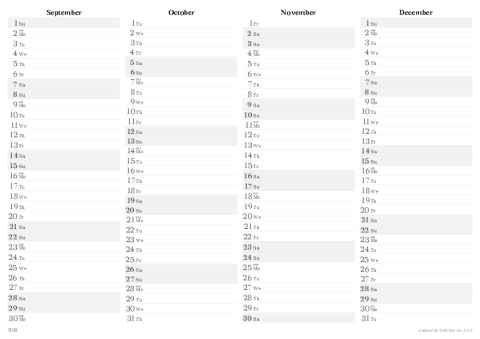 September
1 Su
2 Mo
3 Tu
4 We
5 Th
6 Fr
7 Sa
8 Su
9 Mo
10 Tu
11 We
12 Th
13 Fr
14 Sa
15 Su
16 Mo
17 Tu
18 We
19 Th
20 Fr
21 Sa
22 Su
23 Mo
24 Tu
25 We
26 Th
27 Fr
28 Sa
29 Su
30 Mo
October
1 Tu
2 We
3 Th
4 Fr
5 Sa
6 Su
7 Mo
8 Tu
9 We
10 Th
11 Fr
12 Sa
13 Su
14 Mo
15 Tu
16 We
17 Th
18 Fr
19 Sa
20 Su
21 Mo
22 Tu
23 We
24 Th
25 Fr
26 Sa
27 Su
28 Mo
29 Tu
30 We
31 Th
November
1 Fr
2 Sa
3 Su
4 Mo
5 Tu
6 We
7 Th
8 Fr
9 Sa
10 Su
11 Mo
12 Tu
13 We
14 Th
15 Fr
16 Sa
17 Su
18 Mo
19 Tu
20 We
21 Th
22 Fr
23 Sa
24 Su
25 Mo
26 Tu
27 We
28 Th
29 Fr
30 Sa
December
1 Su
2 Mo
3 Tu
4 We
5 Th
6 Fr
7 Sa
8 Su
9 Mo
10 Tu
11 We
12 Th
13 Fr
14 Sa
15 Su
16 Mo
17 Tu
18 We
19 Th
20 Fr
21 Sa
22 Su
23 Mo
24 Tu
25 We
26 Th
27 Fr
28 Sa
29 Su
30 Mo
31 Tu
2019